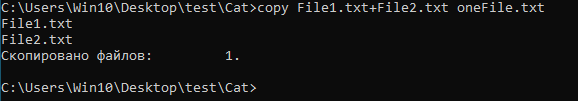 C:\Users\Win10\Desktop\test\Cat>copy File1.txt+File2.txt oneFile.txt
File1.txt
File2.txt
Скопировано файлов:         1.
C:\Users\Win10\Desktop\test\Cat>